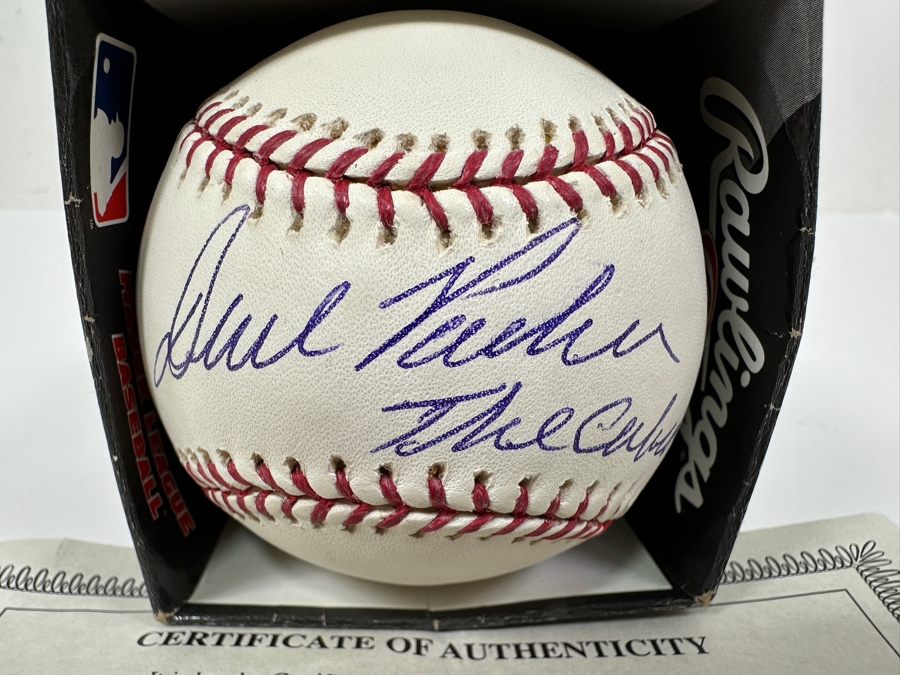 Dave Parker
The Cobra
Rawlings
LEAGUE
BASEBALL
CERTIFICATE OF AUTHENTICITY